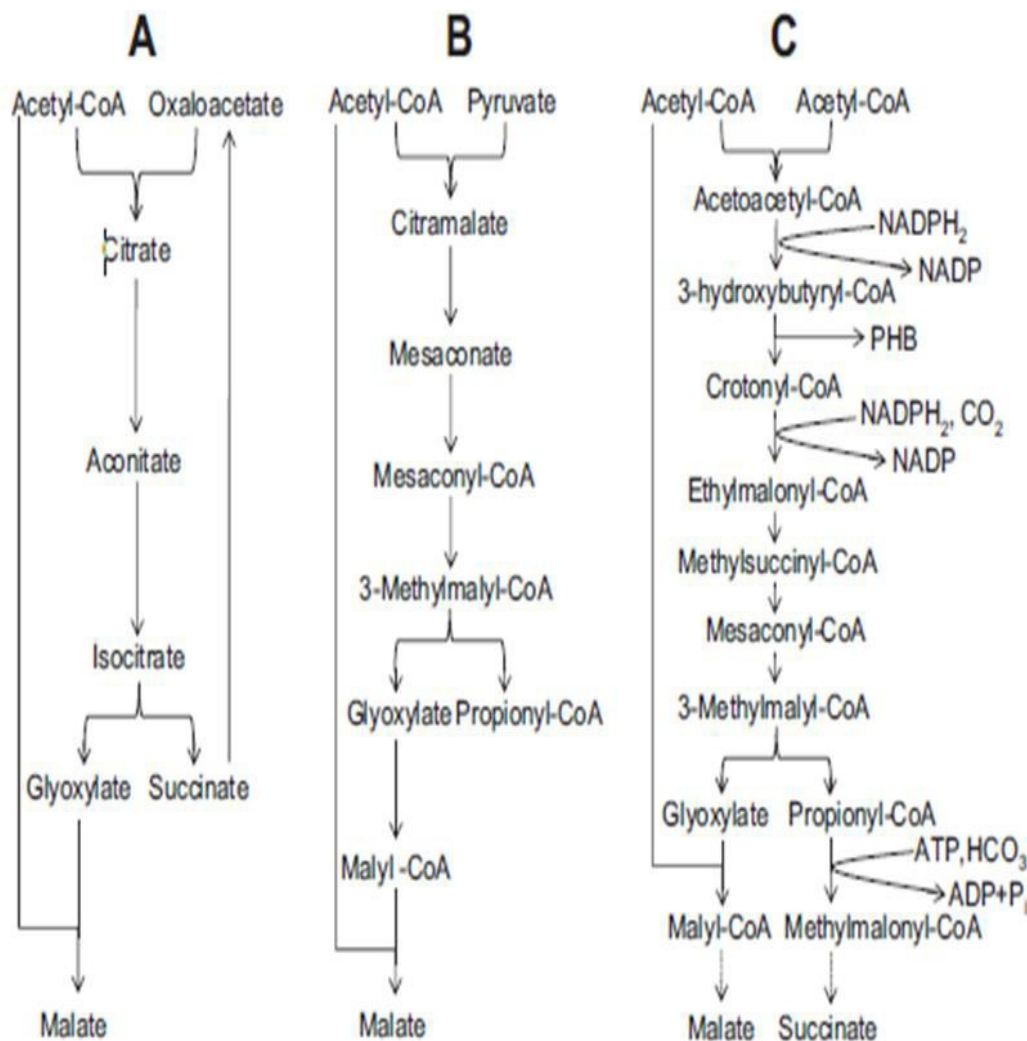 A
Acetyl-CoA Oxaloacetate
Citrate
Aconitate
Isocitrate
Glyoxylate Succinate
Malate
B
Acetyl-CoA Pyruvate
Citramalate
Mesaconate
Mesaconyl-CoA
3-Methylmalyl-CoA
Glyoxylate Propionyl-CoA
Malyl -CoA
Malate
C
Acetyl-CoA Acetyl-CoA
Acetoacetyl-CoA
NADPH₂
NADP
3-hydroxybutyryl-CoA
PHB
Crotonyl-CoA
NADPH₂, CO₂
NADP
Ethylmalonyl-CoA
Methylsuccinyl-CoA
Mesaconyl-CoA
3-Methylmalyl-CoA
Glyoxylate Propionyl-CoA
ATP,HCO₃
ADP+Pᵢ
Malyl-CoA Methylmalonyl-CoA
Malate Succinate